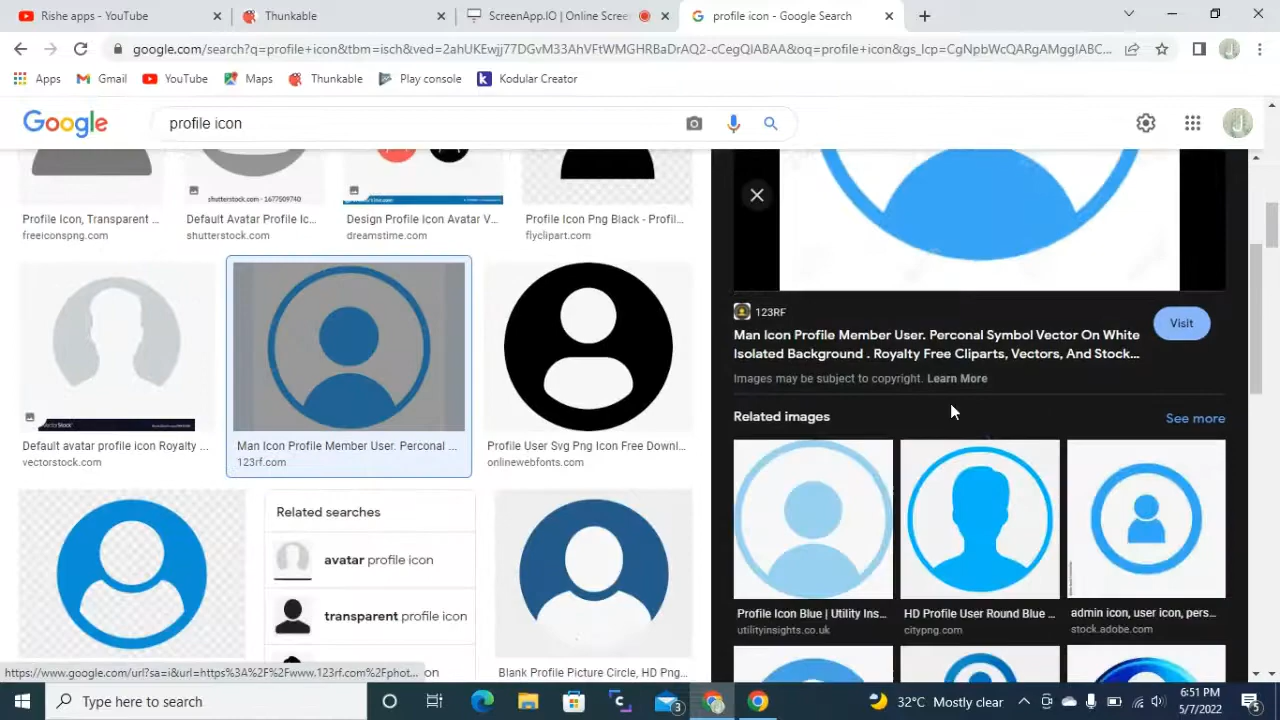 Rishe apps - YouTube
Thunkable
ScreenApp.IO | Online Screen
profile icon - Google Search
google.com/search?q=profile+icon&tbm=isch&ved=2ahUKEwjj77DGvM33AhVFtWMGHRBaDrAQ2-cCegQIABAA&oq=profile+icon&gs_lcp=CgNpbWcQARgAMggIABC...
Apps
Gmail
YouTube
Maps
Thunkable
Play console
Kodular Creator
Google
profile icon
shutterstock.com · 1677509740
Profile Icon, Transparent ...
freeiconspng.com
Default Avatar Profile Ic...
shutterstock.com
Design Profile Icon Avatar V...
dreamstime.com
Profile Icon Png Black - Profil...
flyclipart.com
Default avatar profile icon Royalty ...
vectorstock.com
Man Icon Profile Member User. Perconal ...
123rf.com
Profile User Svg Png Icon Free Downl...
onlinewebfonts.com
Related searches
avatar profile icon
transparent profile icon
on
Blank Profile Picture Circle, HD Png...
123RF
Man Icon Profile Member User. Perconal Symbol Vector On White
Isolated Background . Royalty Free Cliparts, Vectors, And Stock...
Visit
Images may be subject to copyright. Learn More
Related images
See more
Profile Icon Blue | Utility Ins...
utilityinsights.co.uk
HD Profile User Round Blue ...
citypng.com
admin icon, user icon, pers...
stock.adobe.com
https://www.google.com/url?sa=i&url=https%3A%2F%2Fwww.123rf.com%2Fphot...
Type here to search
3
32°C Mostly clear
6:51 PM
5/7/2022
5